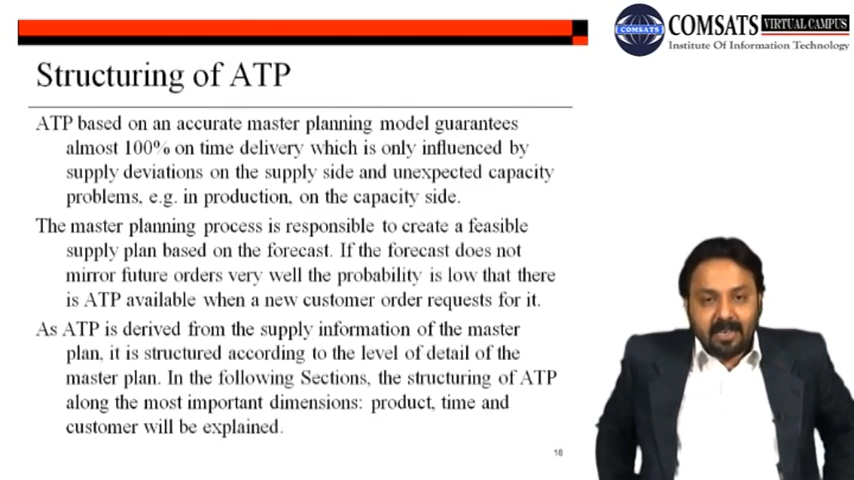 COMSATS VIRTUAL CAMPUS
COMSATS
Institute Of Information Technology
Structuring of ATP
ATP based on an accurate master planning model guarantees
almost 100% on time delivery which is only influenced by
supply deviations on the supply side and unexpected capacity
problems, e.g. in production, on the capacity side.
The master planning process is responsible to create a feasible
supply plan based on the forecast. If the forecast does not
mirror future orders very well the probability is low that there
is ATP available when a new customer order requests for it.
As ATP is derived from the supply information of the master
plan, it is structured according to the level of detail of the
master plan. In the following Sections, the structuring of ATP
along the most important dimensions: product, time and
customer will be explained.
18